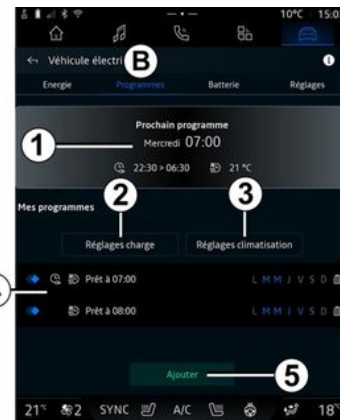 10°C 15:0
Véhicule électri B
Energie Programmes Batterie Réglages
Prochain programme
1 Mercredi 07:00
22:30 > 06:30 21 °C
Mes programmes 2 3
Réglages charge Réglages climatisation
Prêt à 07:00 L M M J V S D
Prêt à 08:00 L M M J V S D
Ajouter 5
21° 2 SYNC A/C 18°